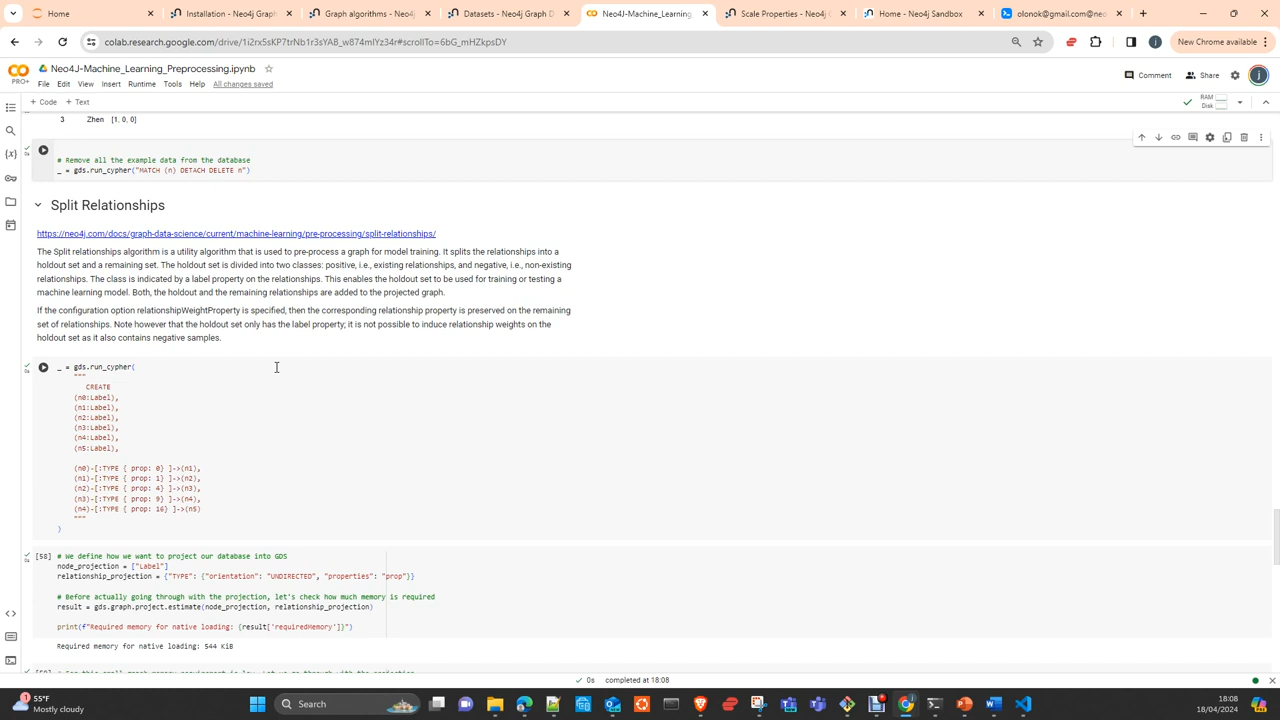 Home
Installation - Neo4j Graph
Graph algorithms - Neo4j
Datasets - Neo4j Graph D
Neo4J-Machine_Learning_
Scale Properties - Neo4j G
Home - Neo4j Sandbox
olonok@gmail.com@neo
colab.research.google.com/drive/1i2rx5sKP7trNb1r3sYAB_w874mIYz34r#scrollTo=6bG_mHZkpsDY
New Chrome available
CO
PRO+
Neo4J-Machine_Learning_Preprocessing.ipynb
File Edit View Insert Runtime Tools Help All changes saved
Comment Share
+ Code + Text
RAM
Disk
3 Zhen [1, 0, 0]
0s
# Remove all the example data from the database
_ = gds.run_cypher("MATCH (n) DETACH DELETE n")
Split Relationships
https://neo4j.com/docs/graph-data-science/current/machine-learning/pre-processing/split-relationships/
The Split relationships algorithm is a utility algorithm that is used to pre-process a graph for model training. It splits the relationships into a
holdout set and a remaining set. The holdout set is divided into two classes: positive, i.e., existing relationships, and negative, i.e., non-existing
relationships. The class is indicated by a label property on the relationships. This enables the holdout set to be used for training or testing a
machine learning model. Both, the holdout and the remaining relationships are added to the projected graph.
If the configuration option relationshipWeightProperty is specified, then the corresponding relationship property is preserved on the remaining
set of relationships. Note however that the holdout set only has the label property; it is not possible to induce relationship weights on the
holdout set as it also contains negative samples.
0s
_ = gds.run_cypher(
"""
CREATE
(n0:Label),
(n1:Label),
(n2:Label),
(n3:Label),
(n4:Label),
(n5:Label),
(n0)-[:TYPE { prop: 0} ]->(n1),
(n1)-[:TYPE { prop: 1} ]->(n2),
(n2)-[:TYPE { prop: 4} ]->(n3),
(n3)-[:TYPE { prop: 9} ]->(n4),
(n4)-[:TYPE { prop: 16} ]->(n5)
"""
)
0s
[58] # We define how we want to project our database into GDS
node_projection = ["Label"]
relationship_projection = {"TYPE": {"orientation": "UNDIRECTED", "properties": "prop"}}
# Before actually going through with the projection, let's check how much memory is required
result = gds.graph.project.estimate(node_projection, relationship_projection)
print(f"Required memory for native loading: {result['requiredMemory']}")
Required memory for native loading: 544 KiB
0s completed at 18:08
55°F
Mostly cloudy
Search
18:08
18/04/2024